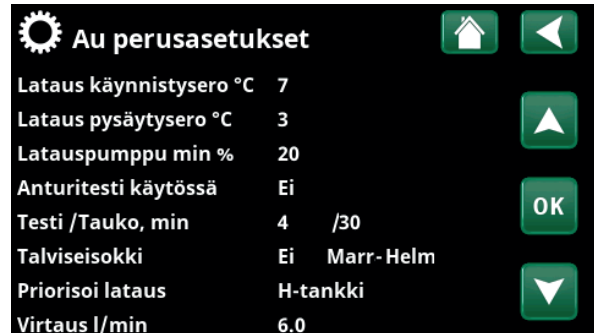 Au perusasetukset
Lataus käynnistysero °C 7
Lataus pysäytysero °C 3
Latauspumppu min % 20
Anturitesti käytössä Ei
OK
Testi /Tauko, min 4 /30
Talviseisokki Ei Marr-Helm
Priorisoi lataus H-tankki
Virtaus l/min 6.0